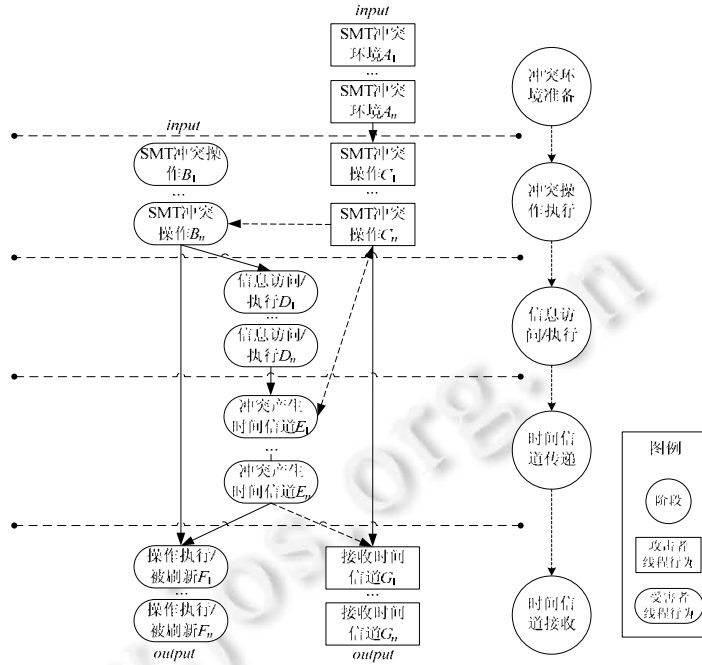 input
SMT冲突
环境A1
...
SMT冲突
环境An
冲突环
境准备
input
SMT冲突操
作B1
...
SMT冲突
操作Bn
SMT冲突
操作C1
...
SMT冲突
操作Cn
冲突操
作执行
信息访问/
执行D1
...
信息访问/
执行Dn
信息访
问/执行
冲突产生
时间信道E1
...
冲突产生
时间信道En
时间信
道传递
操作执行/
被刷新F1
...
操作执行/
被刷新Fn
output
接收时间
信道G1
...
接收时间
信道Gn
output
时间信
道接收
图例
阶段
攻击者
线程行为
受害者
线程行为